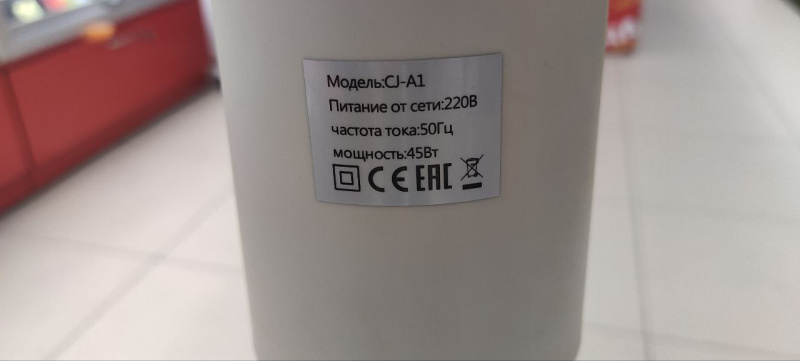 Модель:CJ-A1
Питание от сети:220В
частота тока:50Гц
мощность:45Вт
CE EAC